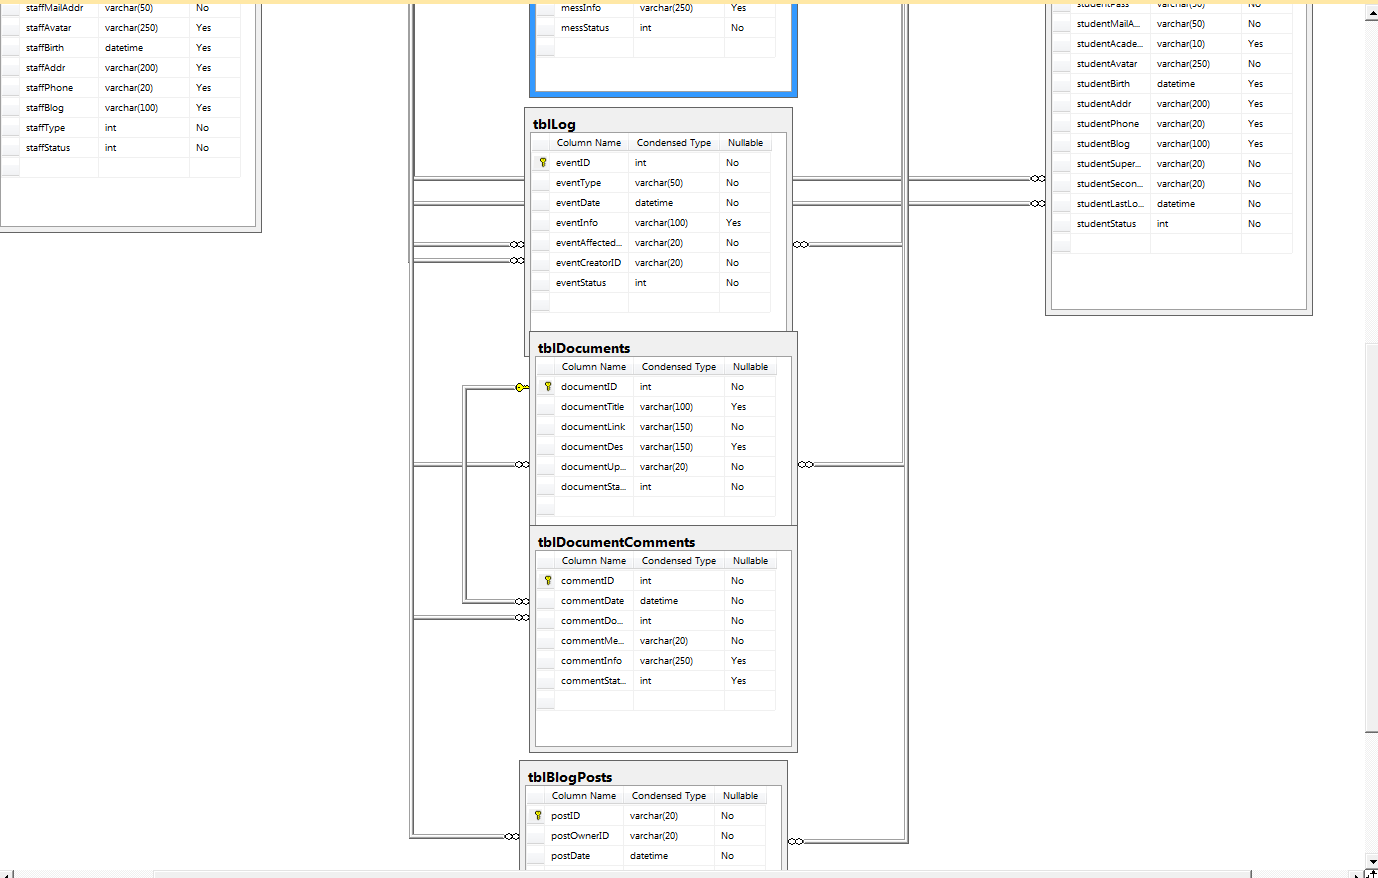 staffMailAddr varchar(50) No
staffAvatar varchar(250) Yes
staffBirth datetime Yes
staffAddr varchar(200) Yes
staffPhone varchar(20) Yes
staffBlog varchar(100) Yes
staffType int No
staffStatus int No
messInfo varchar(250) Yes
messStatus int No
tblLog
Column Name Condensed Type Nullable
eventID int No
eventType varchar(50) No
eventDate datetime No
eventInfo varchar(100) Yes
eventAffected... varchar(20) No
eventCreatorID varchar(20) No
eventStatus int No
tblDocuments
Column Name Condensed Type Nullable
documentID int No
documentTitle varchar(100) Yes
documentLink varchar(150) No
documentDes varchar(150) Yes
documentUp... varchar(20) No
documentSta... int No
tblDocumentComments
Column Name Condensed Type Nullable
commentID int No
commentDate datetime No
commentDo... int No
commentMe... varchar(20) No
commentInfo varchar(250) Yes
commentStat... int Yes
tblBlogPosts
Column Name Condensed Type Nullable
postID varchar(20) No
postOwnerID varchar(20) No
postDate datetime No
studentPass varchar(50) No
studentMailA... varchar(50) No
studentAcade... varchar(10) Yes
studentAvatar varchar(250) No
studentBirth datetime Yes
studentAddr varchar(200) Yes
studentPhone varchar(20) Yes
studentBlog varchar(100) Yes
studentSuper... varchar(20) No
studentSecon... varchar(20) No
studentLastLo... datetime No
studentStatus int No